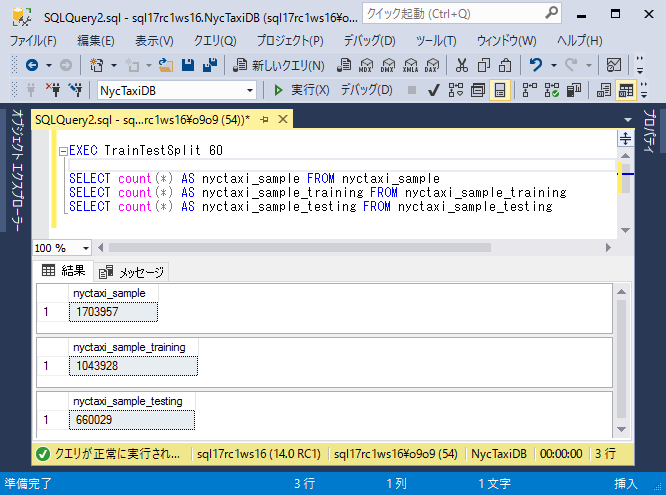 SQLQuery2.sql - sql17rc1ws16.NycTaxiDB (sql17rc1ws16¥o...
クイック起動 (Ctrl+Q)
ファイル(F) 編集(E) 表示(V) クエリ(Q) プロジェクト(P) デバッグ(D) ツール(T) ウィンドウ(W) ヘルプ(H)
新しいクエリ(N) MDX DMX XMLA DAX
NycTaxiDB 実行(X) デバッグ(D)
オブジェクト エクスプローラー
SQLQuery2.sql - sq...rc1ws16¥o9o9 (54))*
プロパティ
EXEC TrainTestSplit 60
SELECT count(*) AS nyctaxi_sample FROM nyctaxi_sample
SELECT count(*) AS nyctaxi_sample_training FROM nyctaxi_sample_training
SELECT count(*) AS nyctaxi_sample_testing FROM nyctaxi_sample_testing
100 %
結果 メッセージ
nyctaxi_sample
1 1703957
nyctaxi_sample_training
1 1043928
nyctaxi_sample_testing
1 660029
クエリが正常に実行され... sql17rc1ws16 (14.0 RC1) sql17rc1ws16¥o9o9 (54) NycTaxiDB 00:00:00 3 行
準備完了 3 行 1 列 1 文字 挿入